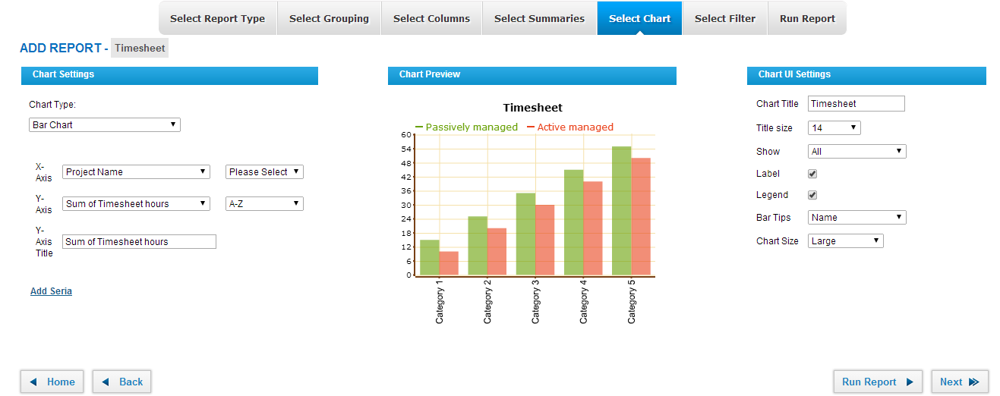 Select Report Type Select Grouping Select Columns Select Summaries Select Chart Select Filter Run Report
ADD REPORT - Timesheet
Chart Settings
Chart Type:
Bar Chart
X-
Axis
Project Name Please Select
Y-
Axis
Sum of Timesheet hours A-Z
Y-
Axis
Title
Sum of Timesheet hours
Add Seria
Chart Preview
Timesheet
Passively managed Active managed
60
54
48
42
36
30
24
18
12
6
0
Category 1
Category 2
Category 3
Category 4
Category 5
Chart UI Settings
Chart Title Timesheet
Title size 14
Show All
Label
Legend
Bar Tips Name
Chart Size Large
Home Back Run Report Next